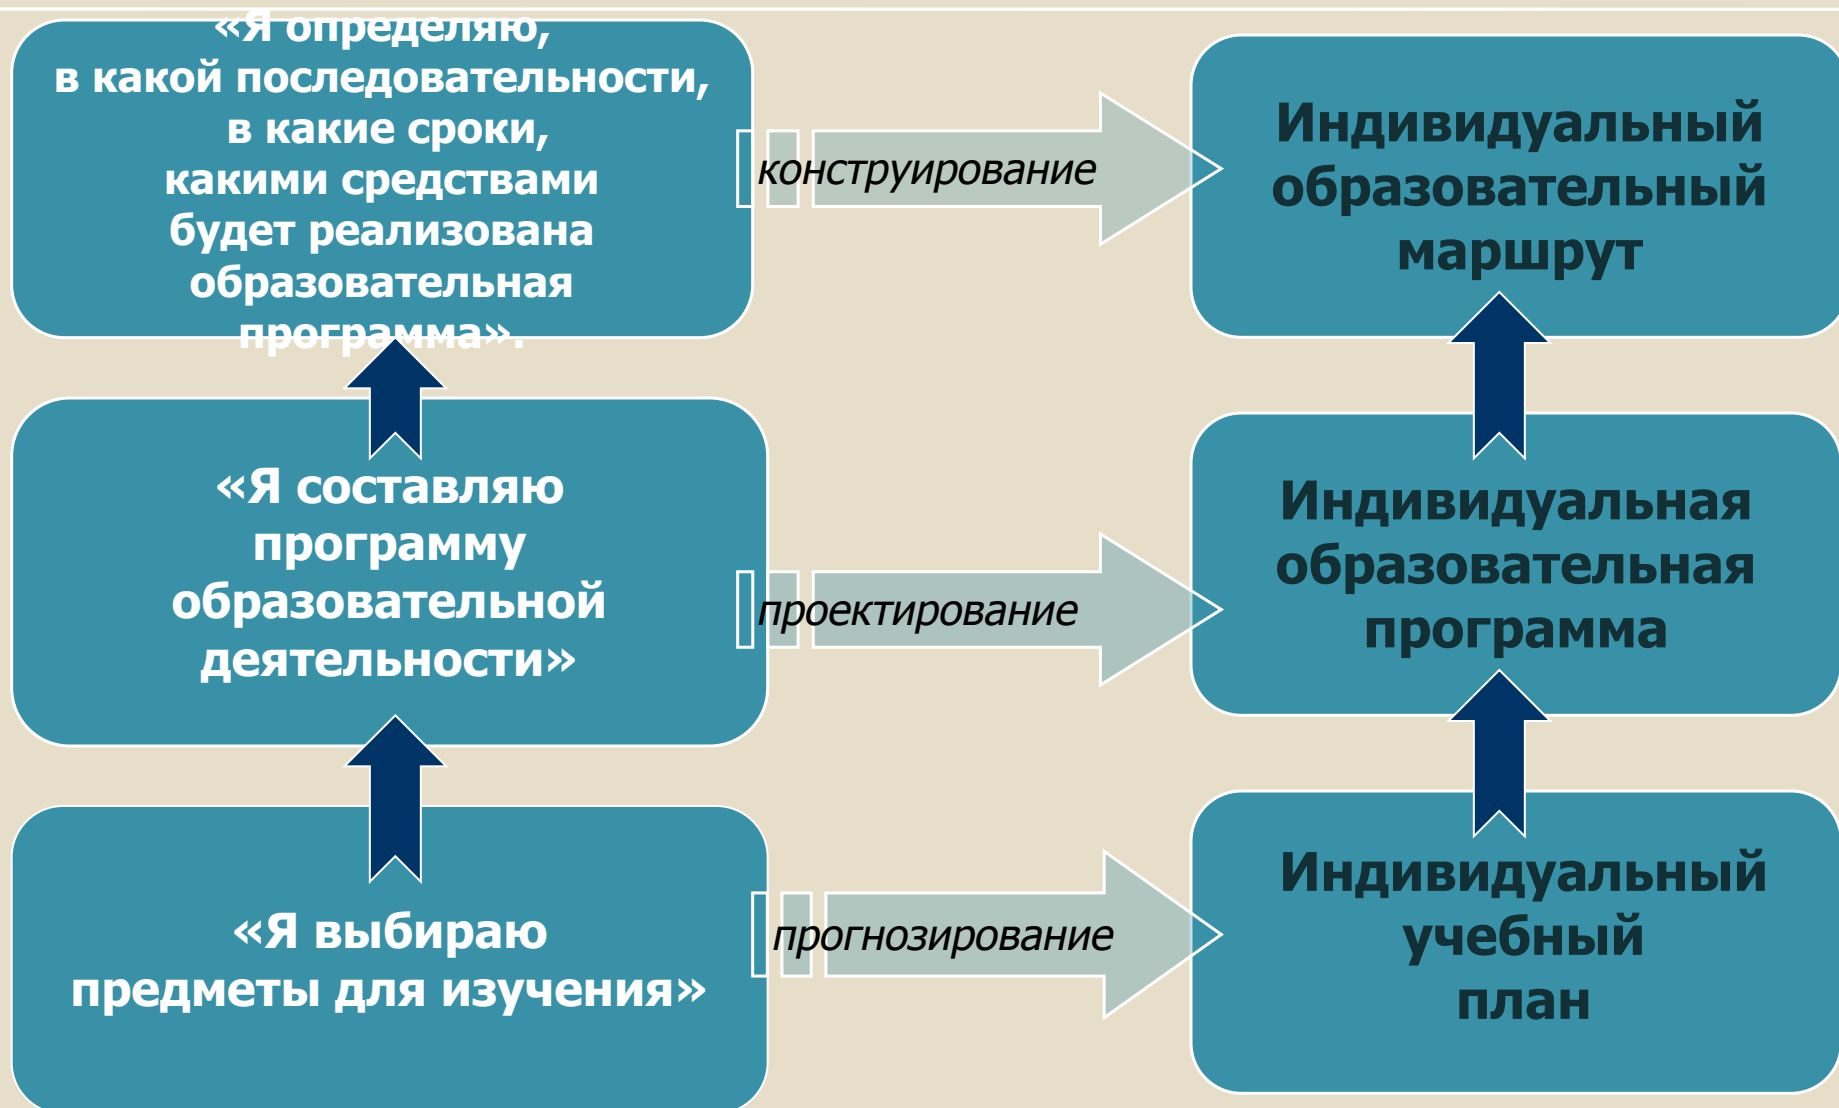 «Я определяю,
в какой последовательности,
в какие сроки,
какими средствами
будет реализована
образовательная
программа».
конструирование
Индивидуальный
образовательный
маршрут
«Я составляю
программу
образовательной
деятельности»
проектирование
Индивидуальная
образовательная
программа
«Я выбираю
предметы для изучения»
прогнозирование
Индивидуальный
учебный
план